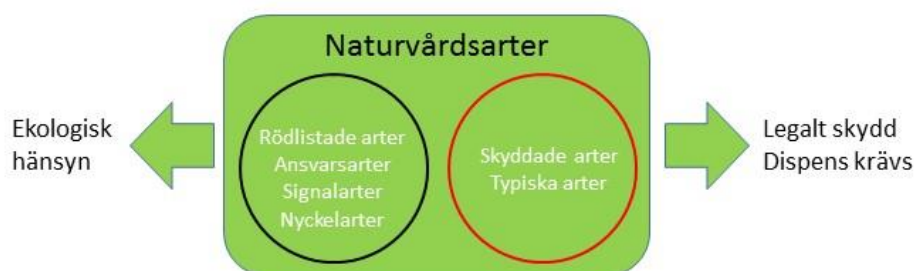 Naturvårdsarter
Ekologisk
hänsyn
Rödlistade arter
Ansvarsarter
Signalarter
Nyckelarter
Skyddade arter
Typiska arter
Legalt skydd
Dispens krävs